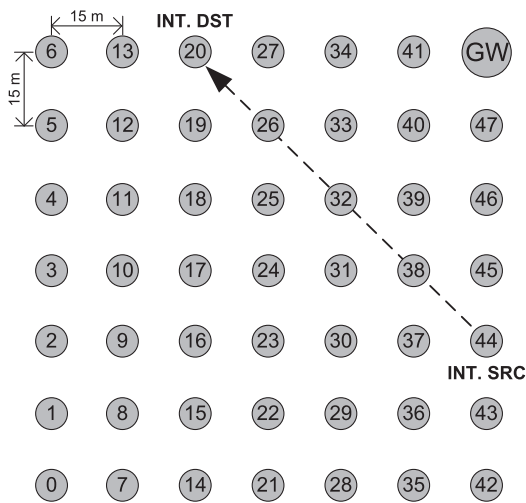 15 m
INT. DST
6 13 20 27 34 41 GW
15 m
5 12 19 26 33 40 47
4 11 18 25 32 39 46
3 10 17 24 31 38 45
2 9 16 23 30 37 44
INT. SRC
1 8 15 22 29 36 43
0 7 14 21 28 35 42